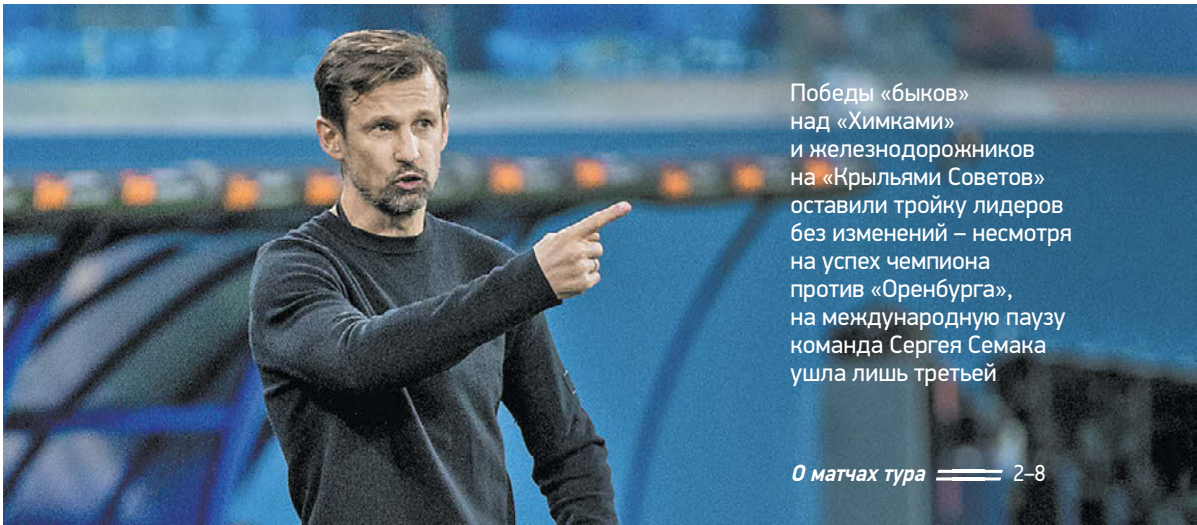 Победы «быков»
над «Химками»
и железнодорожников
на «Крыльями Советов»
оставили тройку лидеров
без изменений – несмотря
на успех чемпиона
против «Оренбурга»,
на международную паузу
команда Сергея Семака
ушла лишь третьей
О матчах тура 2–8